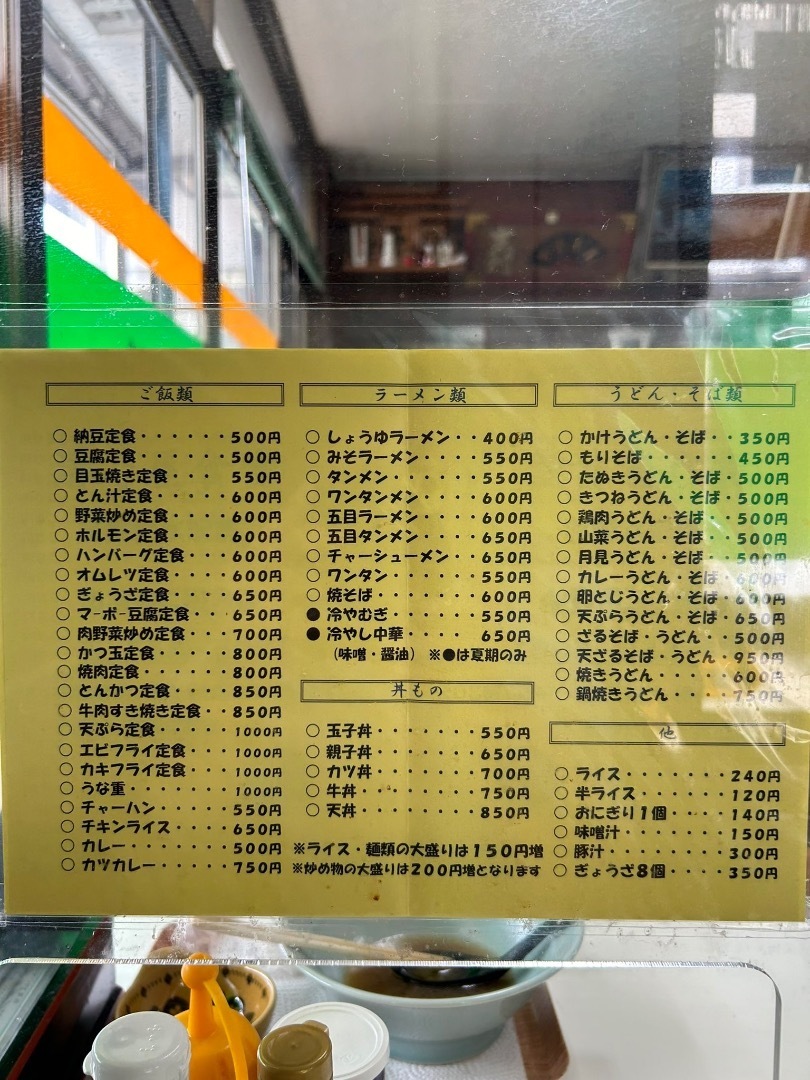 ご飯類
○ 納豆定食・・・・・・500円
○ 豆腐定食・・・・・・500円
○ 目玉焼き定食・・・ 550円
○ とん汁定食・・・・600円
○ 野菜炒め定食・・・600円
○ ホルモン定食・・・600円
○ ハンバーグ定食・・600円
○ オムレツ定食・・・600円
○ ぎょうざ定食・・・650円
○ マーボー豆腐定食・・650円
○ 肉野菜炒め定食・・700円
○ かつ玉定食・・・・800円
○ 焼肉定食・・・・・800円
○ とんかつ定食・・・850円
○ 牛肉すき焼き定食・・850円
○ 天ぷら定食・・・・1000円
○ エビフライ定食・・・1000円
○ カキフライ定食・・・1000円
○ うな重・・・・・・1000円
○ チャーハン・・・・550円
○ チキンライス・・・650円
○ カレー・・・・・・500円
○ カツカレー・・・・750円
ラーメン類
○ しょうゆラーメン・・400円
○ みそラーメン・・・・550円
○ タンメン・・・・・・550円
○ ワンタンメン・・・・600円
○ 五目ラーメン・・・・600円
○ 五目タンメン・・・・650円
○ チャーシューメン・・650円
○ ワンタン・・・・・・550円
○ 焼そば・・・・・・・600円
● 冷やむぎ・・・・・・550円
● 冷やし中華・・・・ 650円
(味噌・醤油) ※●は夏期のみ
丼もの
○ 玉子丼・・・・・・550円
○ 親子丼・・・・・・650円
○ カツ丼・・・・・・700円
○ 牛丼・・・・・・・750円
○ 天丼・・・・・・・850円
※ライス・麺類の大盛りは150円増
※炒め物の大盛りは200円増となります
うどん・そば類
○ かけうどん・そば・・350円
○ もりそば・・・・・・450円
○ たぬきうどん・そば・500円
○ きつねうどん・そば・500円
○ 鶏肉うどん・そば・・500円
○ 山菜うどん・そば・・500円
○ 月見うどん・そば・・500円
○ カレーうどん・そば・600円
○ 卵とじうどん・そば・600円
○ 天ぷらうどん・そば・650円
○ ざるそば・うどん・・500円
○ 天ざるそば・うどん・950円
○ 焼きうどん・・・・・600円
○ 鍋焼きうどん・・・・750円
他
○ ライス・・・・・・・240円
○ 半ライス・・・・・・120円
○ おにぎり1個・・・・140円
○ 味噌汁・・・・・・・150円
○ 豚汁・・・・・・・・300円
○ ぎょうざ8個・・・・350円